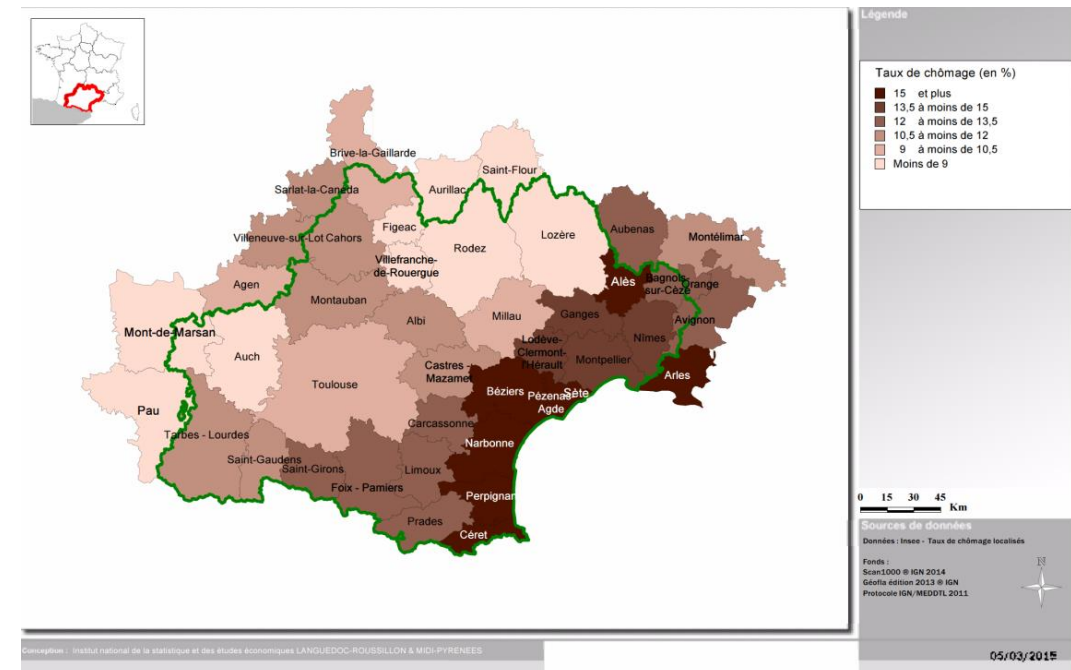 Légende
Taux de chômage (en %)
15 et plus
13,5 à moins de 15
12 à moins de 13,5
10,5 à moins de 12
9 à moins de 10,5
Moins de 9
Brive-la-Gaillarde
Saint-Flour
Aurillac
Sarlat-la-Canéda
Figeac
Aubenas
Villeneuve-sur-Lot
Cahors
Lozère
Montélimar
Rodez
Villefranche-
de-Rouergue
Alès
Bagnols-
sur-Cèze
Orange
Agen
Montauban
Millau
Ganges
Albi
Avignon
Mont-de-Marsan
Nîmes
Lodève-
Clermont-
l'Hérault
Auch
Montpellier
Castres -
Mazamet
Arles
Toulouse
Béziers
Pézenas
Agde
Sète
Pau
Carcassonne
Tarbes - Lourdes
Narbonne
Saint-Gaudens
Saint-Girons
Limoux
Foix - Pamiers
Perpignan
Prades
Céret
0 15 30 45
Km
Sources de données
Données : Insee - Taux de chômage localisés
Fonds :
Scan1000 ® IGN 2014
Géofla édition 2013 ® IGN
Protocole IGN/MEDDTL 2011
N
Conception : Institut national de la statistique et des études économiques LANGUEDOC-ROUSSILLON & MIDI-PYRENEES
05/03/2015